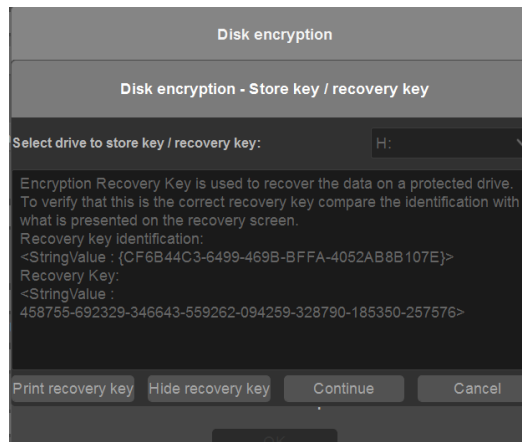 Disk encryption
Disk encryption - Store key / recovery key
Select drive to store key / recovery key:
H:
Encryption Recovery Key is used to recover the data on a protected drive.
To verify that this is the correct recovery key compare the identification with
what is presented on the recovery screen.
Recovery key identification:
<StringValue : {CF6B44C3-6499-469B-BFFA-4052AB8B107E}>
Recovery Key:
<StringValue :
458755-692329-346643-559262-094259-328790-185350-257576>
Print recovery key Hide recovery key Continue Cancel
OK